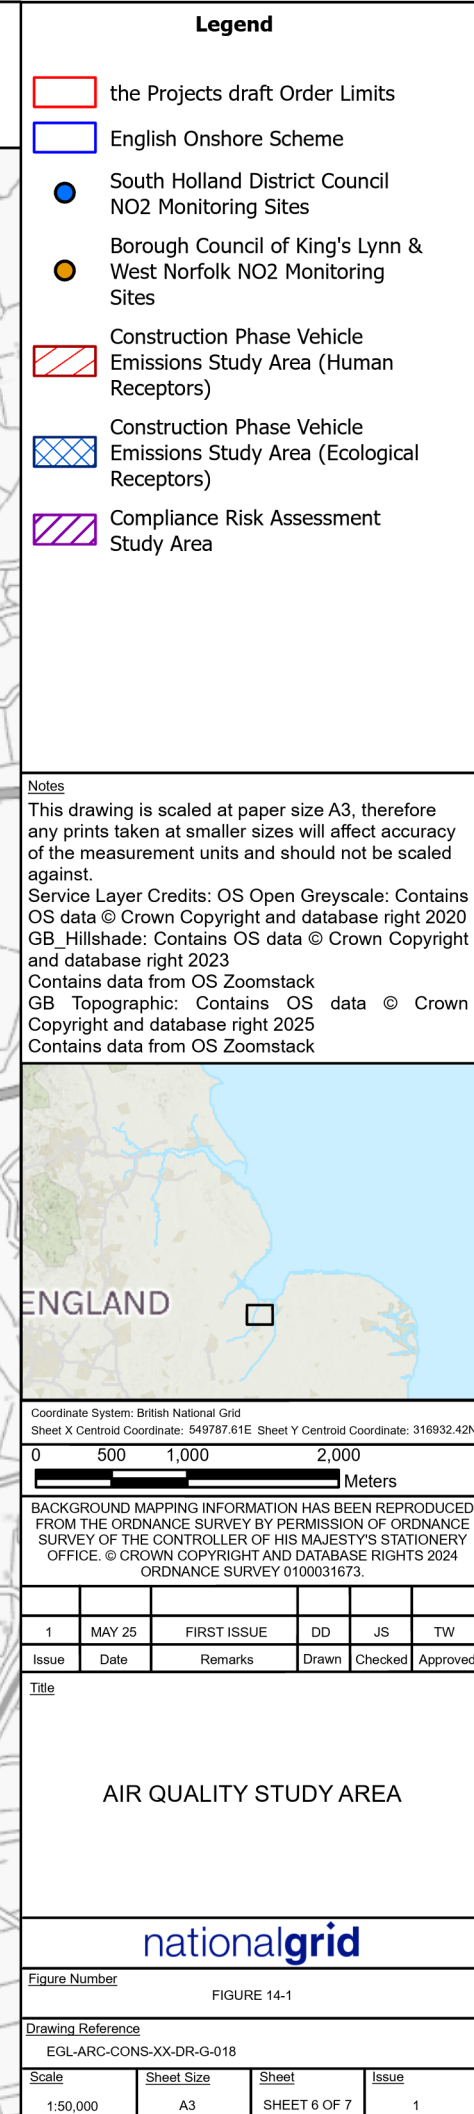 Legend
the Projects draft Order Limits
English Onshore Scheme
South Holland District Council
NO2 Monitoring Sites
Borough Council of King's Lynn &
West Norfolk NO2 Monitoring
Sites
Construction Phase Vehicle
Emissions Study Area (Human
Receptors)
Construction Phase Vehicle
Emissions Study Area (Ecological
Receptors)
Compliance Risk Assessment
Study Area
Notes
This drawing is scaled at paper size A3, therefore
any prints taken at smaller sizes will affect accuracy
of the measurement units and should not be scaled
against.
Service Layer Credits: OS Open Greyscale: Contains
OS data © Crown Copyright and database right 2020
GB_Hillshade: Contains OS data © Crown Copyright
and database right 2023
Contains data from OS Zoomstack
GB Topographic: Contains OS data © Crown
Copyright and database right 2025
Contains data from OS Zoomstack
ENGLAND
Coordinate System: British National Grid
Sheet X Centroid Coordinate: 549787.61E Sheet Y Centroid Coordinate: 316932.42N
0 500 1,000 2,000
Meters
BACKGROUND MAPPING INFORMATION HAS BEEN REPRODUCED
FROM THE ORDNANCE SURVEY BY PERMISSION OF ORDNANCE
SURVEY OF THE CONTROLLER OF HIS MAJESTY'S STATIONERY
OFFICE. © CROWN COPYRIGHT AND DATABASE RIGHTS 2024
ORDNANCE SURVEY 0100031673.
1 MAY 25 FIRST ISSUE DD JS TW
Issue Date Remarks Drawn Checked Approved
Title
AIR QUALITY STUDY AREA
nationalgrid
Figure Number
FIGURE 14-1
Drawing Reference
EGL-ARC-CONS-XX-DR-G-018
Scale Sheet Size Sheet Issue
1:50,000 A3 SHEET 6 OF 7 1